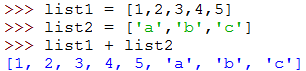 >>> list1 = [1,2,3,4,5]
>>> list2 = ['a','b','c']
>>> list1 + list2
[1, 2, 3, 4, 5, 'a', 'b', 'c']